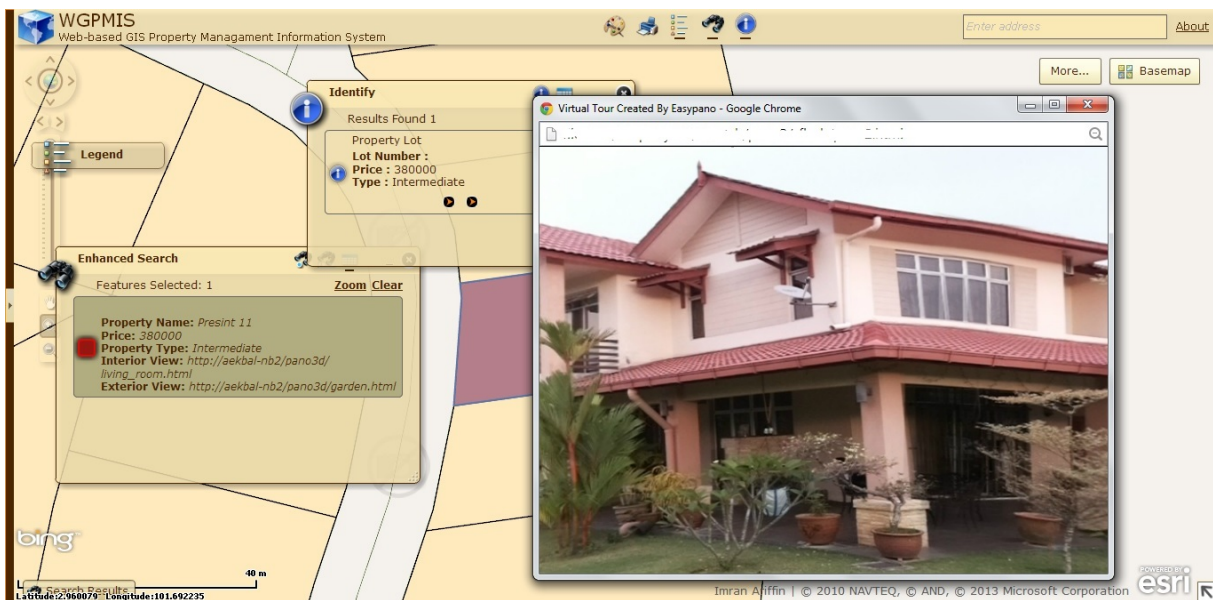 WGPMIS
Web-based GIS Property Managament Information System
Enter address
About
More...
Basemap
Legend
Identify
Results Found 1
Property Lot
Lot Number :
Price : 380000
Type : Intermediate
Enhanced Search
Features Selected: 1
Zoom Clear
Property Name: Presint 11
Price: 380000
Property Type: Intermediate
Interior View: http://aekbal-nb2/pano3d/
living_room.html
Exterior View: http://aekbal-nb2/pano3d/garden.html
Virtual Tour Created By Easypano - Google Chrome
bing
40 m
Search Results
Latitude:2.960079 Longitude:101.692235
Imran Ariffin | © 2010 NAVTEQ, © AND, © 2013 Microsoft Corporation
POWERED BY
esri